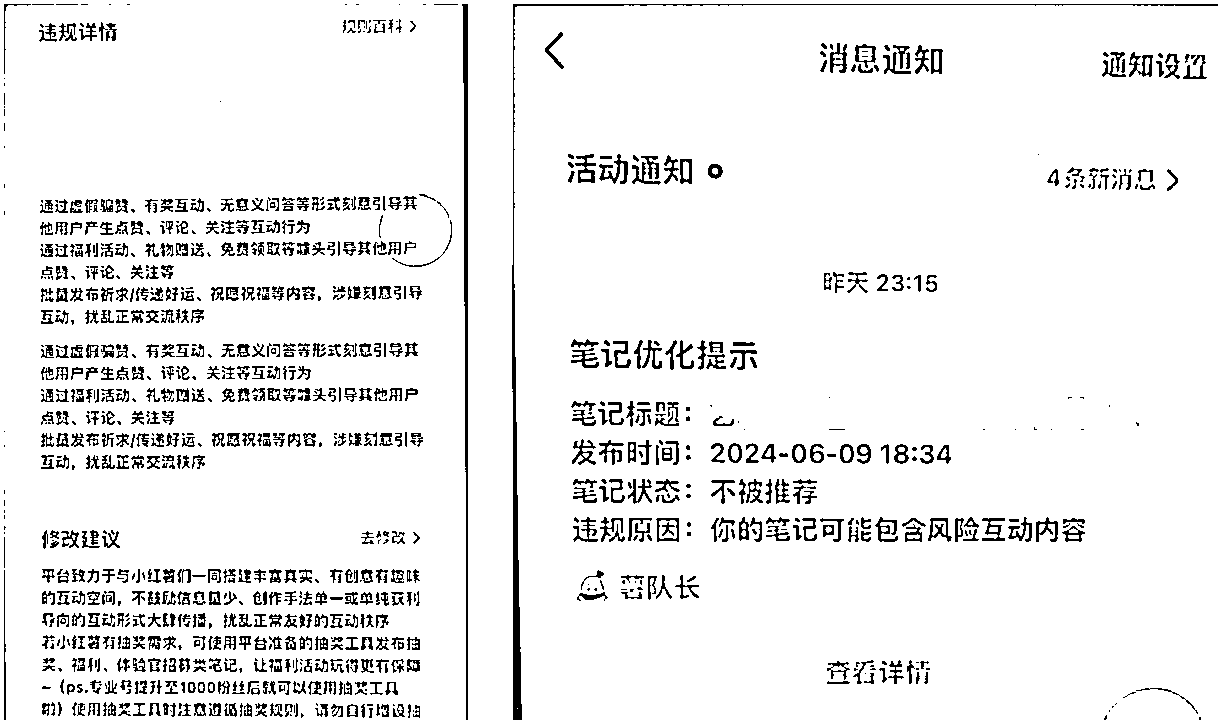 违规详情
规则百科 >
通过虚假骗赞、有奖互动、无意义问答等形式刻意引导其
他用户产生点赞、评论、关注等互动行为
通过福利活动、礼物赠送、免费领取等噱头引导其他用户
点赞、评论、关注等
批量发布祈求/传递好运、祝愿祝福等内容，涉嫌刻意引导
互动，扰乱正常交流秩序
通过虚假骗赞、有奖互动、无意义问答等形式刻意引导其
他用户产生点赞、评论、关注等互动行为
通过福利活动、礼物赠送、免费领取等噱头引导其他用户
点赞、评论、关注等
批量发布祈求/传递好运、祝愿祝福等内容，涉嫌刻意引导
互动，扰乱正常交流秩序
修改建议
去修改 >
平台致力于与小红薯们一同搭建丰富真实、有创意有趣味
的互动空间，不鼓励信息量少、创作手法单一或单纯获利
导向的互动形式大肆传播，扰乱正常友好的互动秩序
若小红薯有抽奖需求，可使用平台准备的抽奖工具发布抽
奖、福利、体验官招募类笔记，让福利活动玩得更有保障
~（ps.专业号提升至1000粉丝后就可以使用抽奖工具
啦）使用抽奖工具时注意遵循抽奖规则，请勿自行增设抽
消息通知
通知设置
活动通知
4条新消息 >
昨天 23:15
笔记优化提示
笔记标题：
发布时间：2024-06-09 18:34
笔记状态：不被推荐
违规原因：你的笔记可能包含风险互动内容
薯队长
查看详情